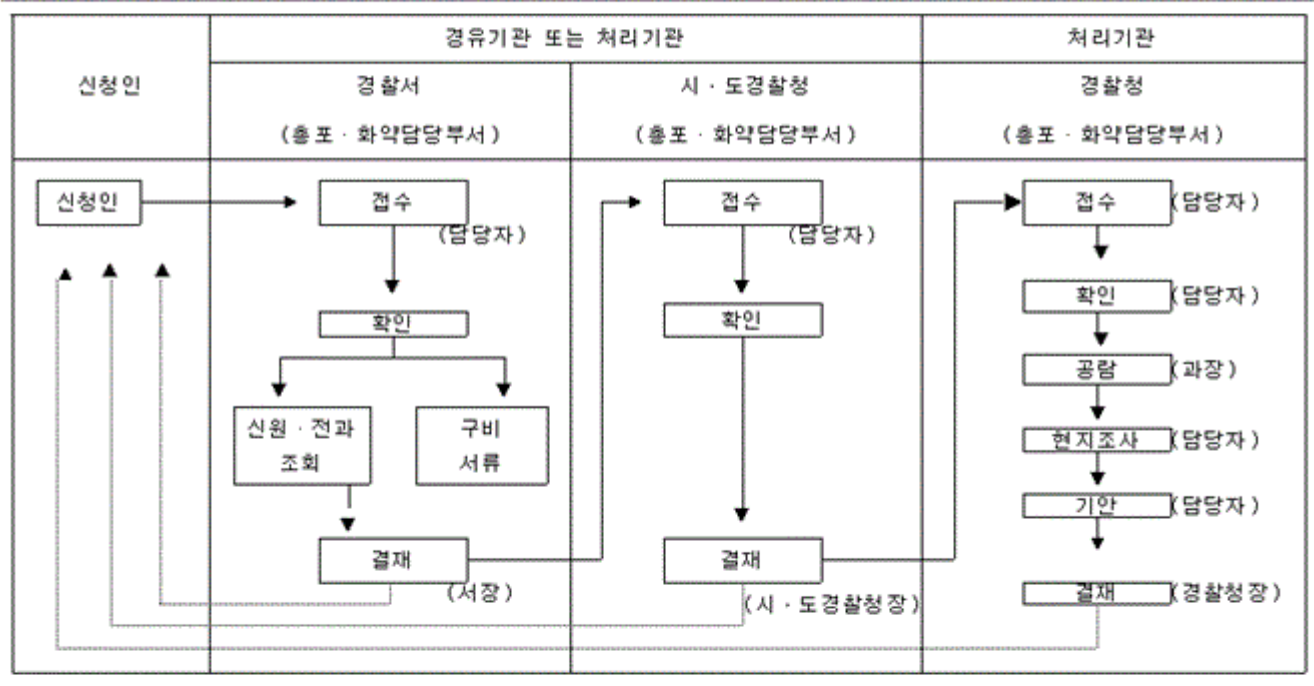 신청인
경유기관 또는 처리기관
처리기관
경찰서
(총포 · 화약담당부서)
시 · 도경찰청
(총포 · 화약담당부서)
경찰청
(총포 · 화약담당부서)
신청인
접수
(담당자)
확인
신원 · 전과
조회
구비
서류
결재
(서장)
접수
(담당자)
확인
결재
(시 · 도경찰청장)
접수 (담당자)
확인 (담당자)
공람 (과장)
현지조사 (담당자)
기안 (담당자)
결재 (경찰청장)